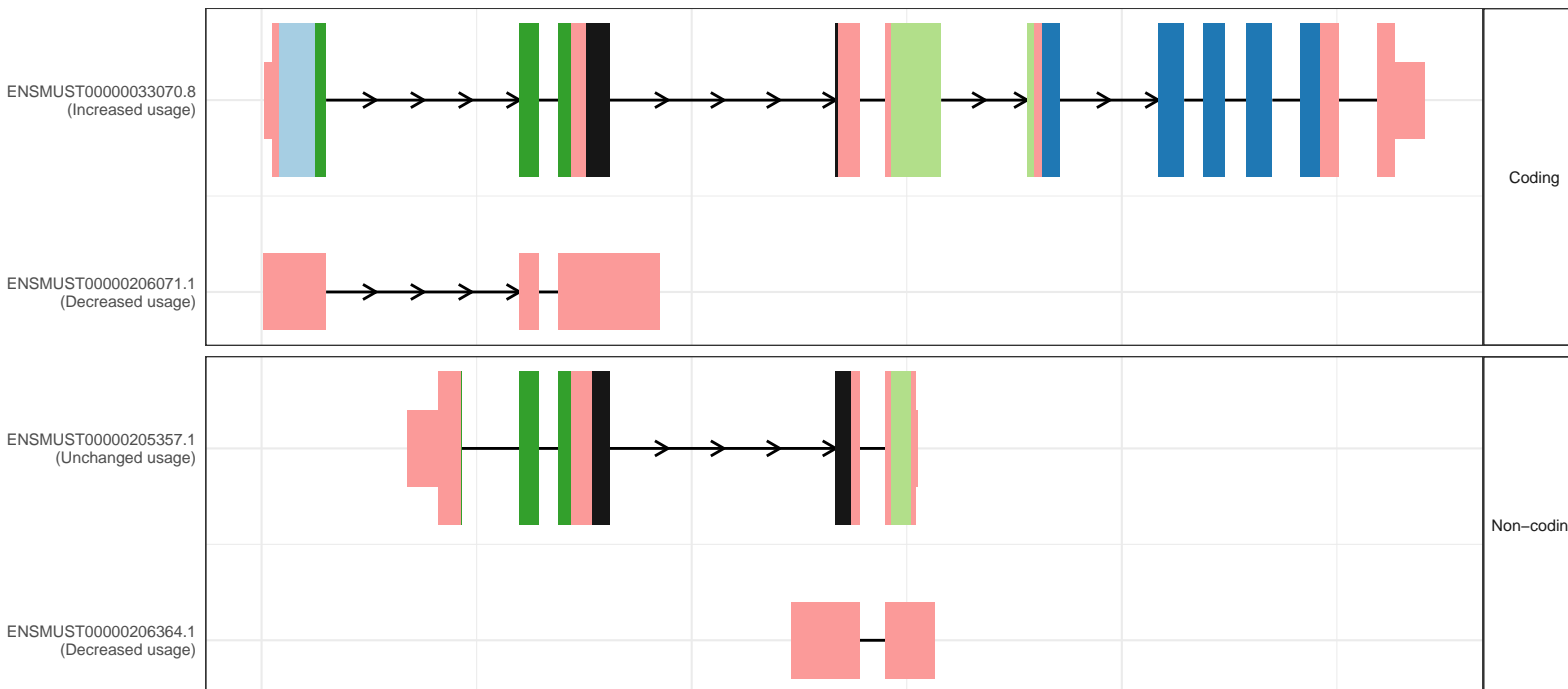 ENSMUST00000033070.8
(Increased usage)
Coding
ENSMUST00000206071.1
(Decreased usage)
ENSMUST00000205357.1
(Unchanged usage)
Non−codin
ENSMUST00000206364.1
(Decreased usage)